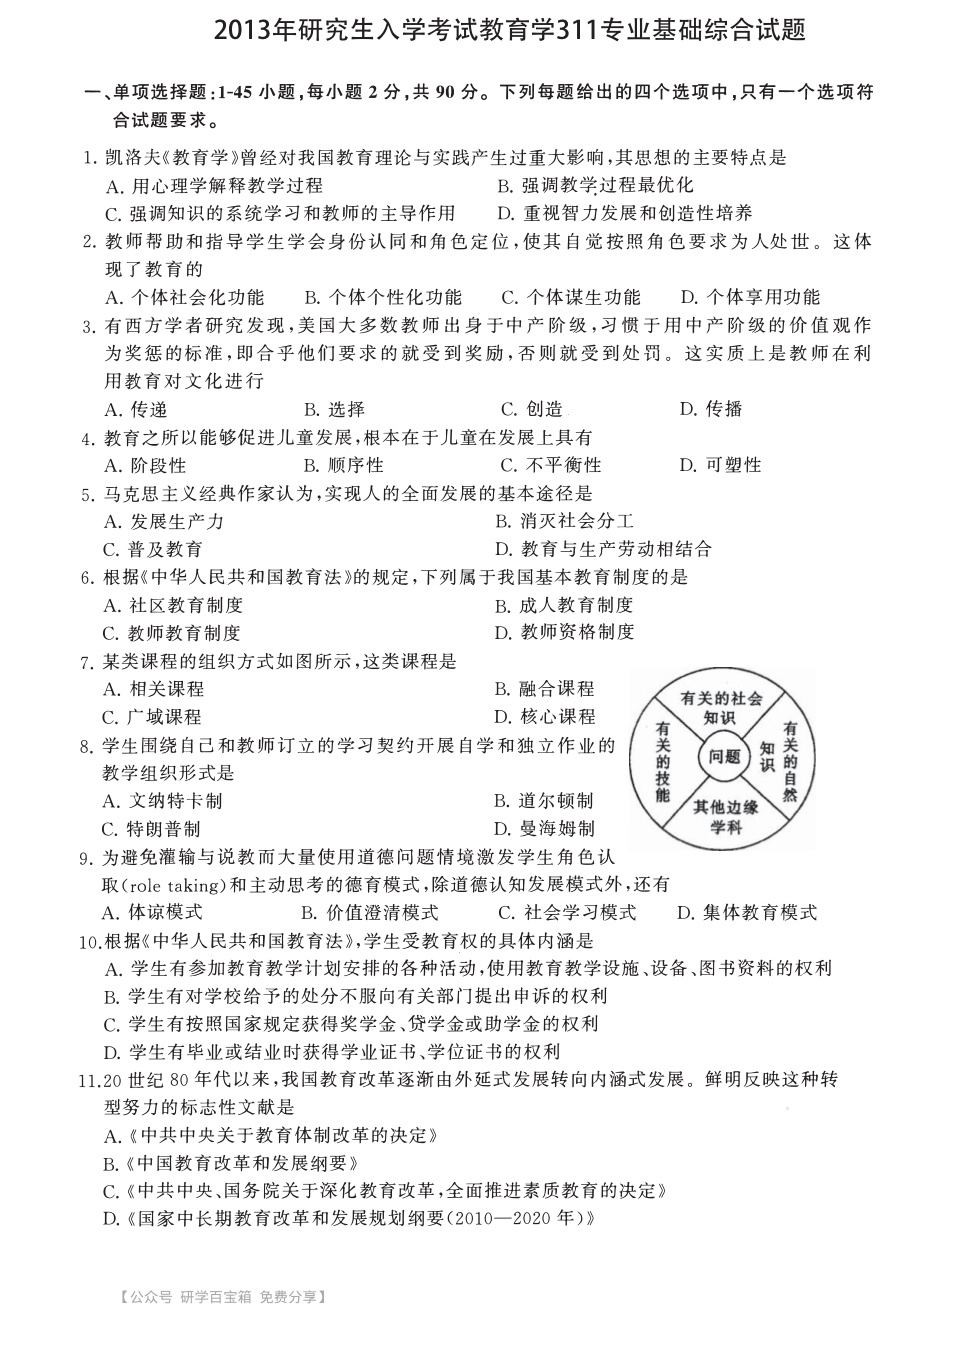 2013年研究生入学考试教育学311专业基础综合试题
一、单项选择题:1-45 小题,每小题 2 分,共 90 分。下列每题给出的四个选项中,只有一个选项符
合试题要求。
1. 凯洛夫《教育学》曾经对我国教育理论与实践产生过重大影响,其思想的主要特点是
A. 用心理学解释教学过程 B. 强调教学过程最优化
C. 强调知识的系统学习和教师的主导作用 D. 重视智力发展和创造性培养
2. 教师帮助和指导学生学会身份认同和角色定位,使其自觉按照角色要求为人处世。这体
现了教育的
A. 个体社会化功能 B. 个体个性化功能 C. 个体谋生功能 D. 个体享用功能
3. 有西方学者研究发现,美国大多数教师出身于中产阶级,习惯于用中产阶级的价值观作
为奖惩的标准,即合乎他们要求的就受到奖励,否则就受到处罚。这实质上是教师在利
用教育对文化进行
A. 传递 B. 选择 C. 创造 D. 传播
4. 教育之所以能够促进儿童发展,根本在于儿童在发展上具有
A. 阶段性 B. 顺序性 C. 不平衡性 D. 可塑性
5. 马克思主义经典作家认为,实现人的全面发展的基本途径是
A. 发展生产力 B. 消灭社会分工
C. 普及教育 D. 教育与生产劳动相结合
6. 根据《中华人民共和国教育法》的规定,下列属于我国基本教育制度的是
A. 社区教育制度 B. 成人教育制度
C. 教师教育制度 D. 教师资格制度
7. 某类课程的组织方式如图所示,这类课程是
A. 相关课程 B. 融合课程
C. 广域课程 D. 核心课程
有关的社会
知识
有关的技能
问题
有关的自然
知识
其他边缘
学科
8. 学生围绕自己和教师订立的学习契约开展自学和独立作业的
教学组织形式是
A. 文纳特卡制 B. 道尔顿制
C. 特朗普制 D. 曼海姆制
9. 为避免灌输与说教而大量使用道德问题情境激发学生角色认
取(role taking)和主动思考的德育模式,除道德认知发展模式外,还有
A. 体谅模式 B. 价值澄清模式 C. 社会学习模式 D. 集体教育模式
10.根据《中华人民共和国教育法》,学生受教育权的具体内涵是
A. 学生有参加教育教学计划安排的各种活动,使用教育教学设施、设备、图书资料的权利
B. 学生有对学校给予的处分不服向有关部门提出申诉的权利
C. 学生有按照国家规定获得奖学金、贷学金或助学金的权利
D. 学生有毕业或结业时获得学业证书、学位证书的权利
11.20 世纪 80 年代以来,我国教育改革逐渐由外延式发展转向内涵式发展。鲜明反映这种转
型努力的标志性文献是
A.《中共中央关于教育体制改革的决定》
B.《中国教育改革和发展纲要》
C.《中共中央、国务院关于深化教育改革,全面推进素质教育的决定》
D.《国家中长期教育改革和发展规划纲要(2010—2020 年)》
【公众号 研学百宝箱 免费分享】